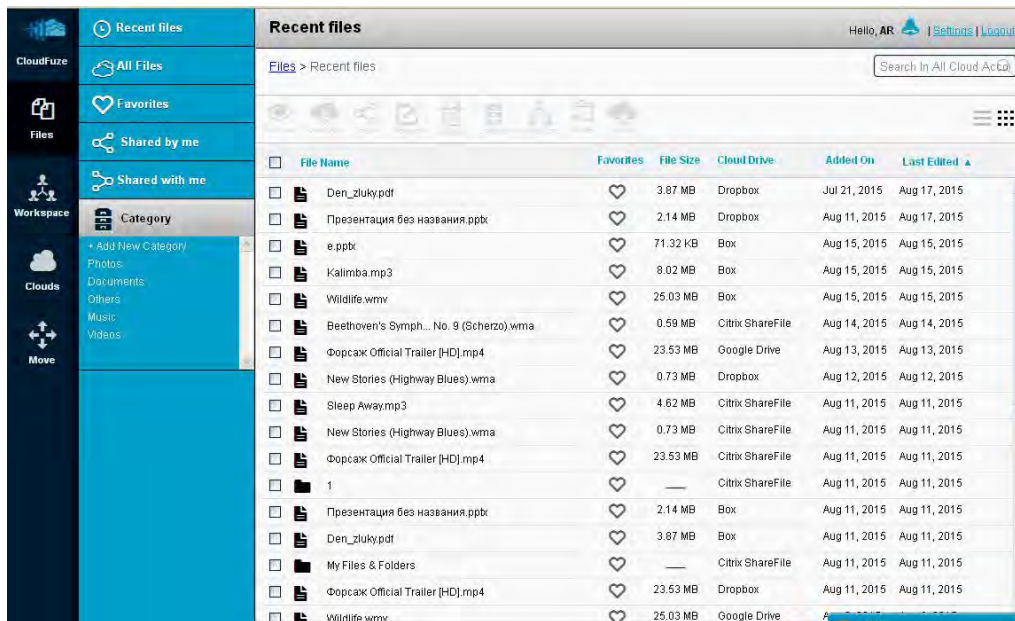 CloudFuze
Files
Workspace
Clouds
Move
Recent files
All Files
Favorites
Shared by me
Shared with me
Category
+ Add New Category
Photos
Documents
Others
Music
Videos
Recent files
Hello, AR | Settings | Logout
Files > Recent files
Search In All Cloud Acco
File Name Favorites File Size Cloud Drive Added On Last Edited ▲
Den_zluky.pdf 3.87 MB Dropbox Jul 21, 2015 Aug 17, 2015
Презентация без названия.pptx 2.14 MB Dropbox Aug 11, 2015 Aug 17, 2015
e.pptx 71.32 KB Box Aug 15, 2015 Aug 15, 2015
Kalimba.mp3 8.02 MB Box Aug 15, 2015 Aug 15, 2015
Wildlife.wmv 25.03 MB Box Aug 15, 2015 Aug 15, 2015
Beethoven's Symph... No. 9 (Scherzo).wma 0.59 MB Citrix ShareFile Aug 14, 2015 Aug 14, 2015
Форсаж Official Trailer [HD].mp4 23.53 MB Google Drive Aug 13, 2015 Aug 13, 2015
New Stories (Highway Blues).wma 0.73 MB Dropbox Aug 12, 2015 Aug 12, 2015
Sleep Away.mp3 4.62 MB Citrix ShareFile Aug 11, 2015 Aug 11, 2015
New Stories (Highway Blues).wma 0.73 MB Citrix ShareFile Aug 11, 2015 Aug 11, 2015
Форсаж Official Trailer [HD].mp4 23.53 MB Citrix ShareFile Aug 11, 2015 Aug 11, 2015
1 ___ Citrix ShareFile Aug 11, 2015 Aug 11, 2015
Презентация без названия.pptx 2.14 MB Box Aug 11, 2015 Aug 11, 2015
Den_zluky.pdf 3.87 MB Box Aug 11, 2015 Aug 11, 2015
My Files & Folders ___ Citrix ShareFile Aug 11, 2015 Aug 11, 2015
Форсаж Official Trailer [HD].mp4 23.53 MB Dropbox Aug 11, 2015 Aug 11, 2015
Wildlife.wmv 25.03 MB Google Drive